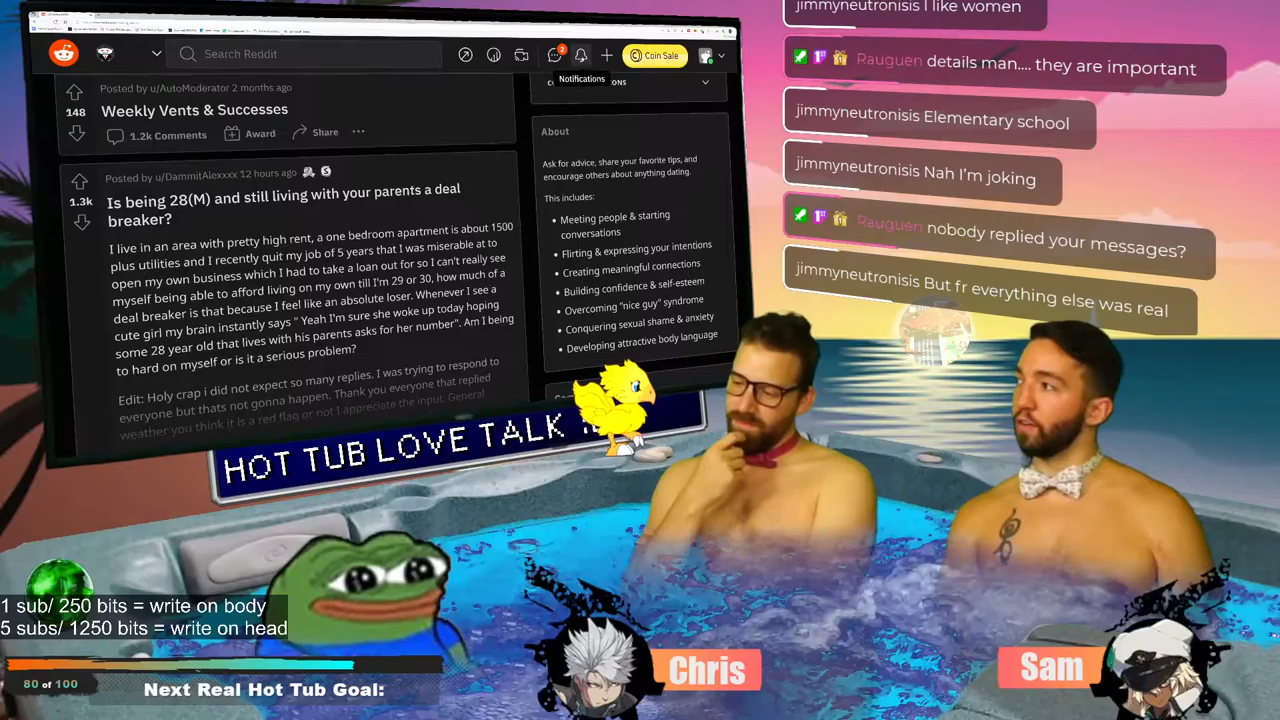 Search Reddit
2
Coin Sale
Notifications
Posted by u/AutoModerator 2 months ago
148
Weekly Vents & Successes
1.2k Comments
Award
Share
Posted by u/DammitAlexxxx 12 hours ago
1.3k
Is being 28(M) and still living with your parents a deal
breaker?
I live in an area with pretty high rent, a one bedroom apartment is about 1500
plus utilities and I recently quit my job of 5 years that I was miserable at to
open my own business which I had to take a loan out for so I can't really see
myself being able to afford living on my own till I'm 29 or 30, how much of a
deal breaker is that because I feel like an absolute loser. Whenever I see a
cute girl my brain instantly says " Yeah I'm sure she woke up today hoping
some 28 year old that lives with his parents asks for her number". Am I being
to hard on myself or is it a serious problem?
Edit: Holy crap i did not expect so many replies. I was trying to respond to
everyone but thats not gonna happen. Thank you everyone that replied
weather you think it is a red flag or not I appreciate the input. General
About
Ask for advice, share your favorite tips, and
encourage others about anything dating.
This includes:
• Meeting people & starting
conversations
• Flirting & expressing your intentions
• Creating meaningful connections
• Building confidence & self-esteem
• Overcoming "nice guy" syndrome
• Conquering sexual shame & anxiety
• Developing attractive body language
jimmyneutronisis I like women
Rauguen details man.... they are important
jimmyneutronisis Elementary school
jimmyneutronisis Nah I'm joking
Rauguen nobody replied your messages?
jimmyneutronisis But fr everything else was real
HOT TUB LOVE TALK
1 sub/ 250 bits = write on body
5 subs/ 1250 bits = write on head
80 of 100
Next Real Hot Tub Goal:
Chris
Sam